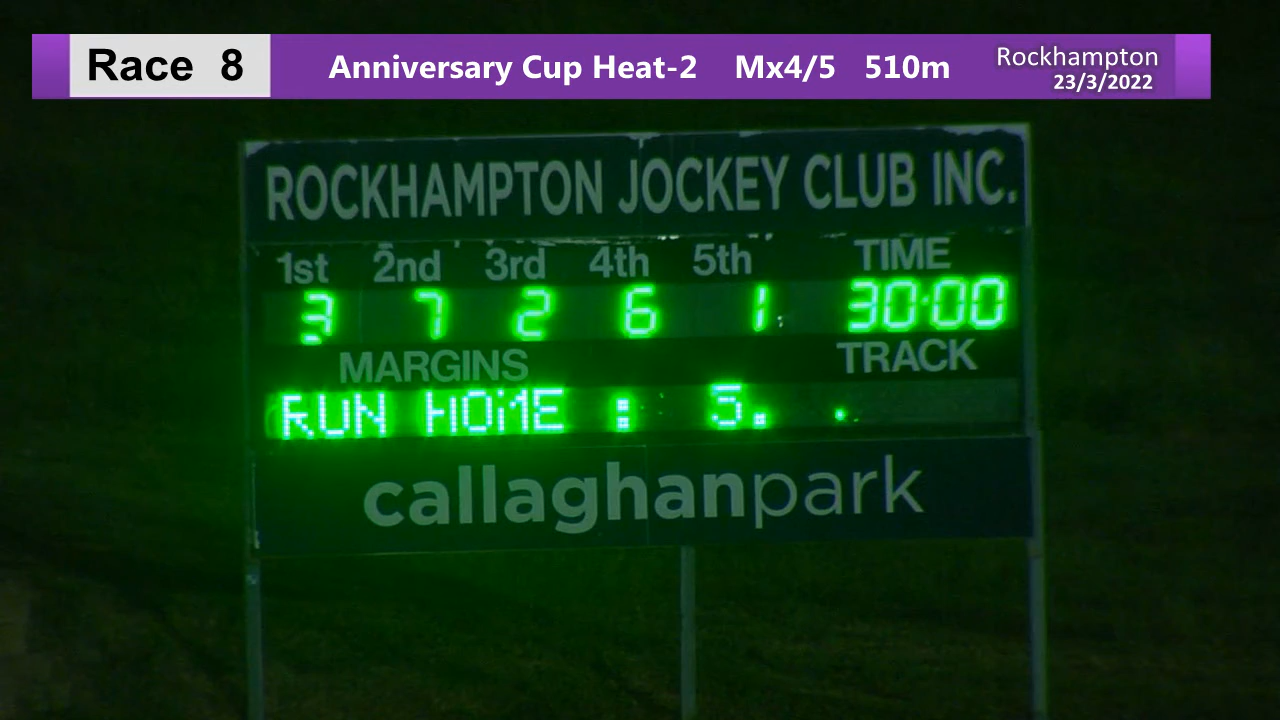 Race 8 Anniversary Cup Heat-2 Mx4/5 510m Rockhampton
23/3/2022
ROCKHAMPTON JOCKEY CLUB INC.
1st 2nd 3rd 4th 5th TIME
3 7 2 6 1. 30:00
MARGINS TRACK
RUN HOME : 5. .
callaghanpark